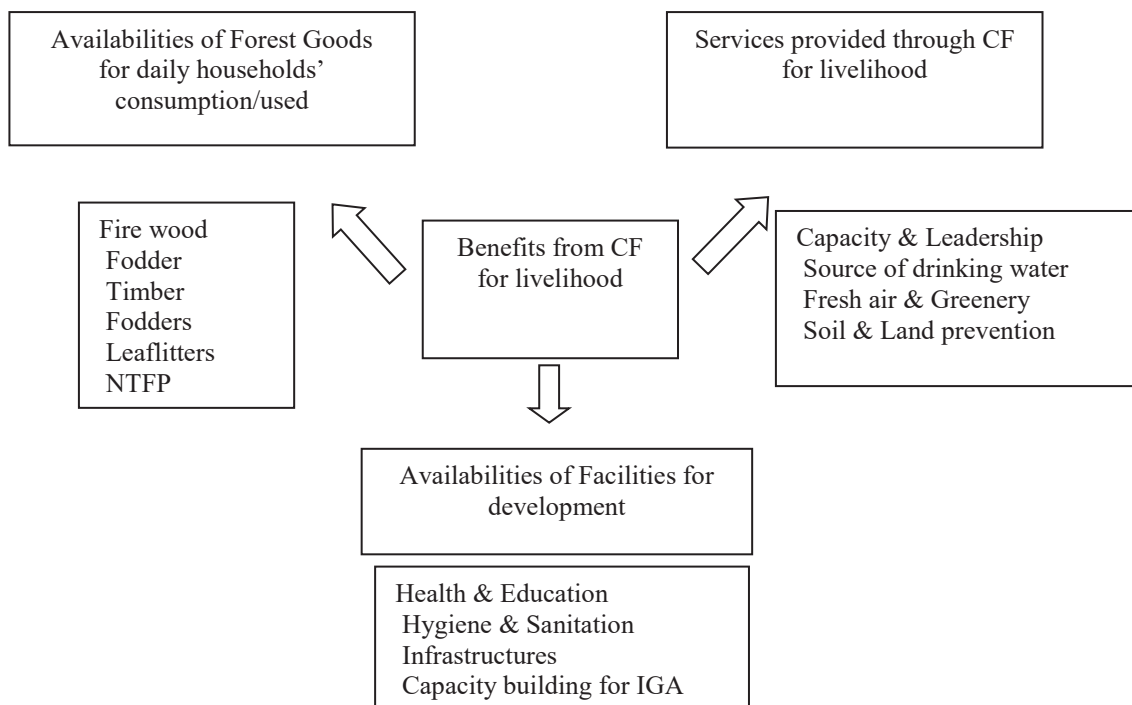 Availabilities of Forest Goods
for daily households’
consumption/used
Services provided through CF
for livelihood
Fire wood
Fodder
Timber
Fodders
Leaflitters
NTFP
Benefits from CF
for livelihood
Capacity & Leadership
Source of drinking water
Fresh air & Greenery
Soil & Land prevention
Availabilities of Facilities for
development
Health & Education
Hygiene & Sanitation
Infrastructures
Capacity building for IGA